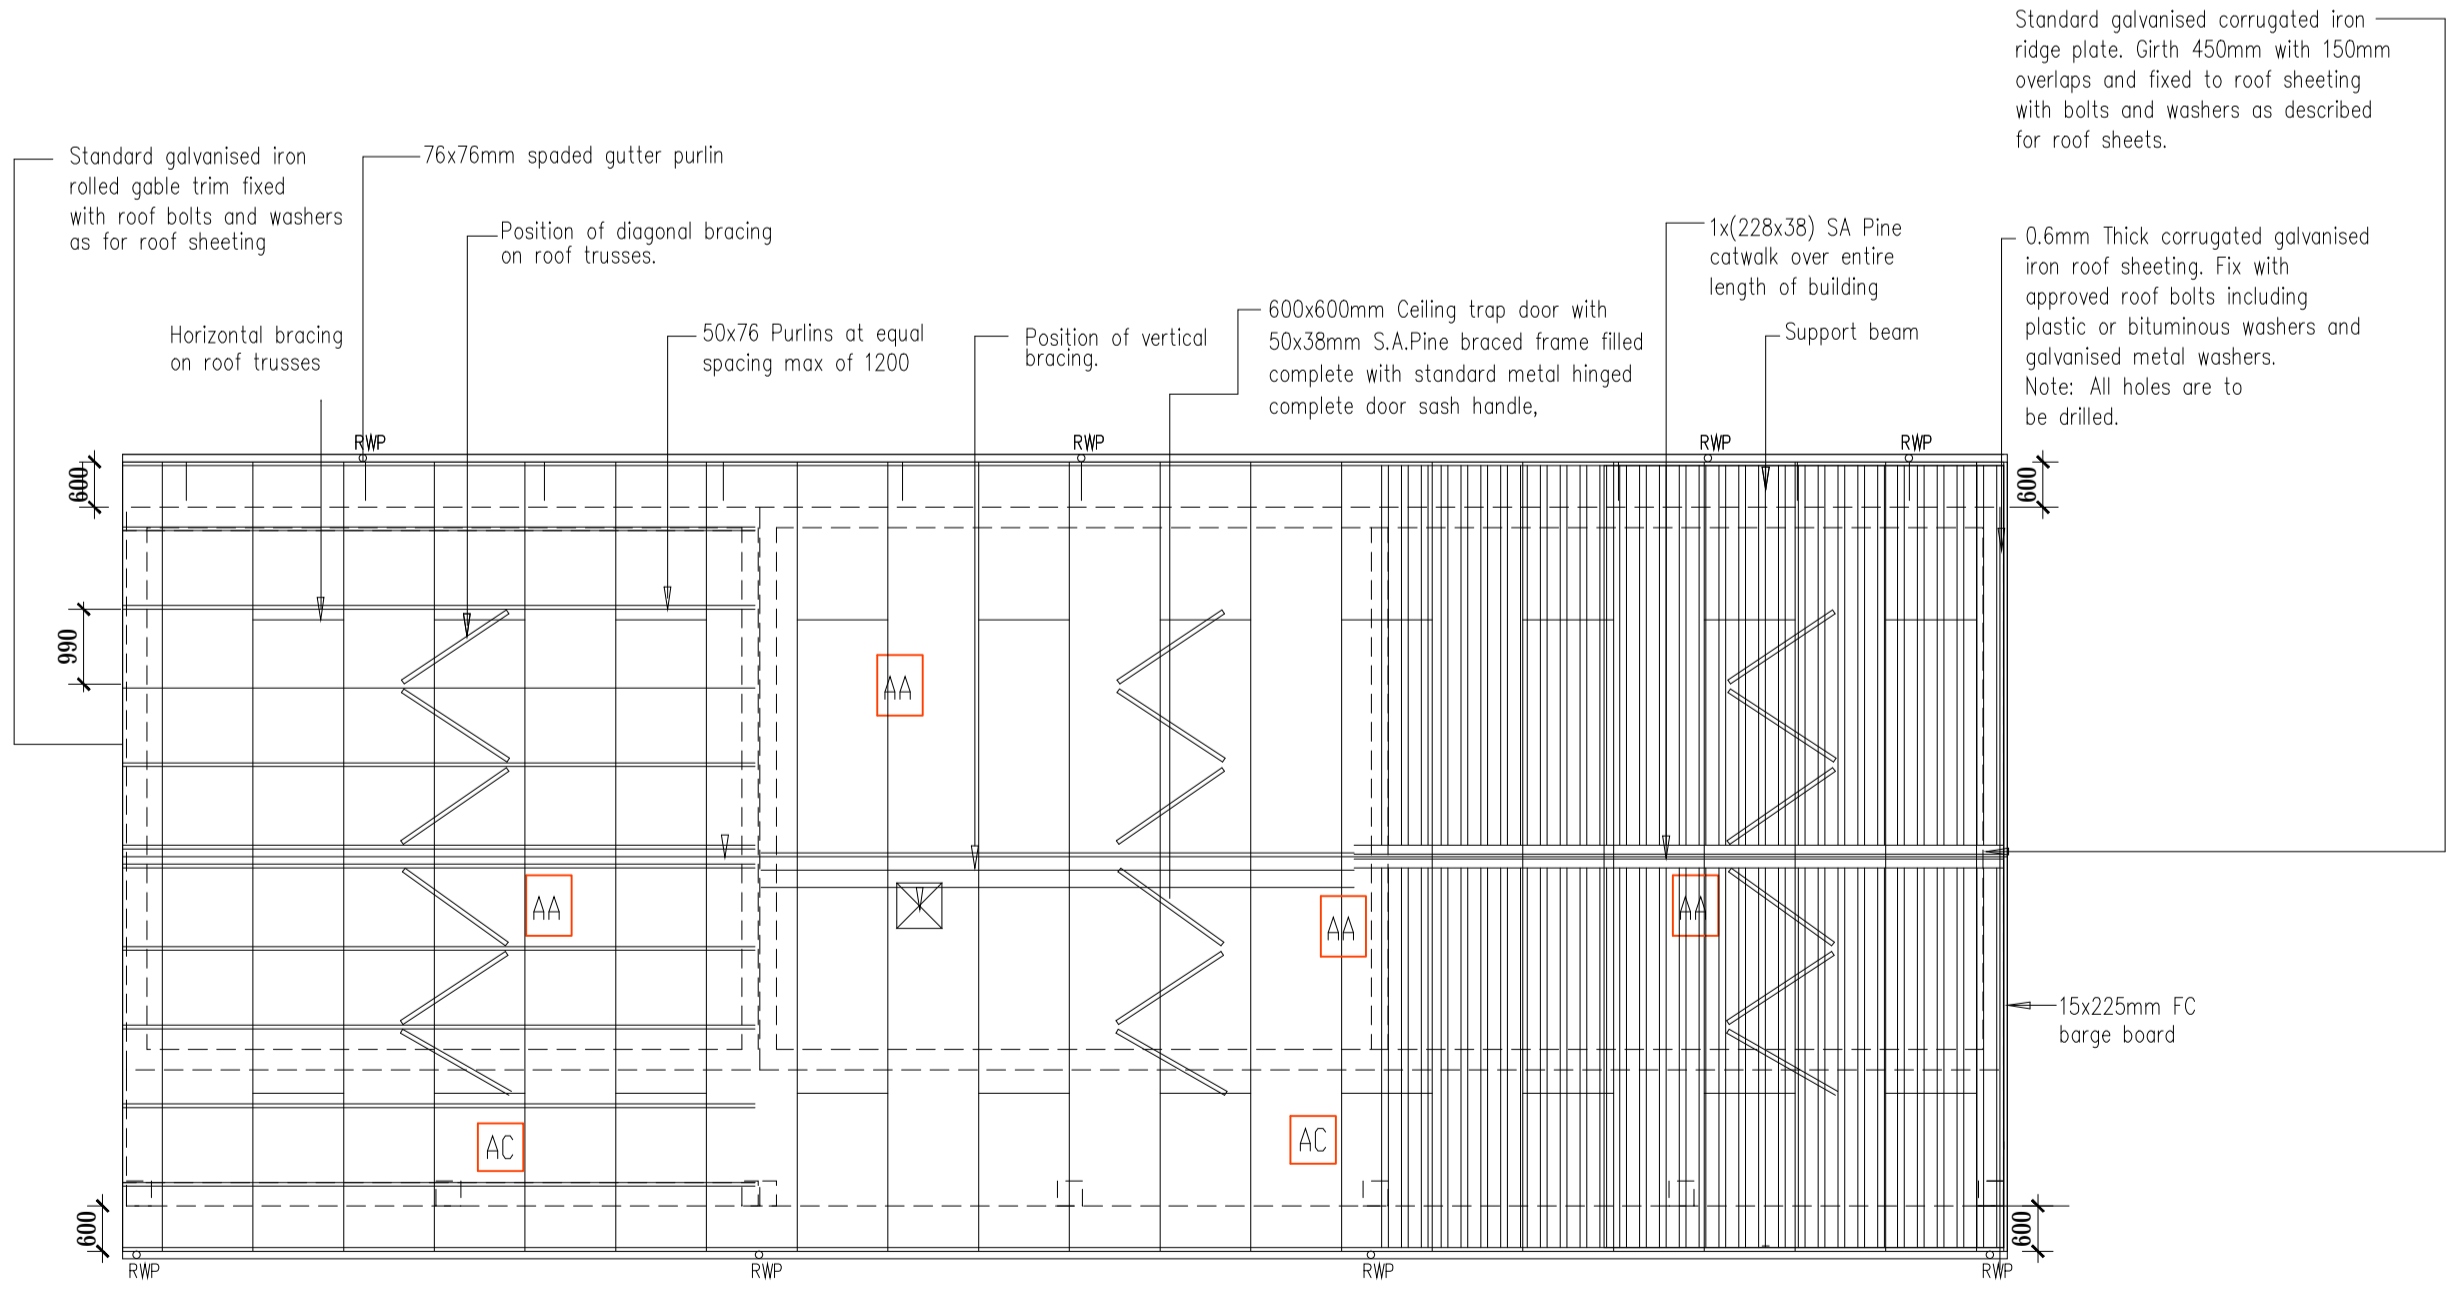 Standard galvanised corrugated iron
ridge plate. Girth 450mm with 150mm
overlaps and fixed to roof sheeting
with bolts and washers as described
for roof sheets.
Standard galvanised iron
rolled gable trim fixed
with roof bolts and washers
as for roof sheeting
76x76mm spaded gutter purlin
Position of diagonal bracing
on roof trusses.
Horizontal bracing
on roof trusses
50x76 Purlins at equal
spacing max of 1200
Position of vertical
bracing.
600x600mm Ceiling trap door with
50x38mm S.A.Pine braced frame filled
complete with standard metal hinged
complete door sash handle,
1x(228x38) SA Pine
catwalk over entire
length of building
Support beam
0.6mm Thick corrugated galvanised
iron roof sheeting. Fix with
approved roof bolts including
plastic or bituminous washers and
galvanised metal washers.
Note: All holes are to
be drilled.
RWP
RWP
RWP
RWP
600
600
990
AA
AA
AA
AA
15x225mm FC
barge board
AC
AC
600
600
RWP
RWP
RWP
RWP